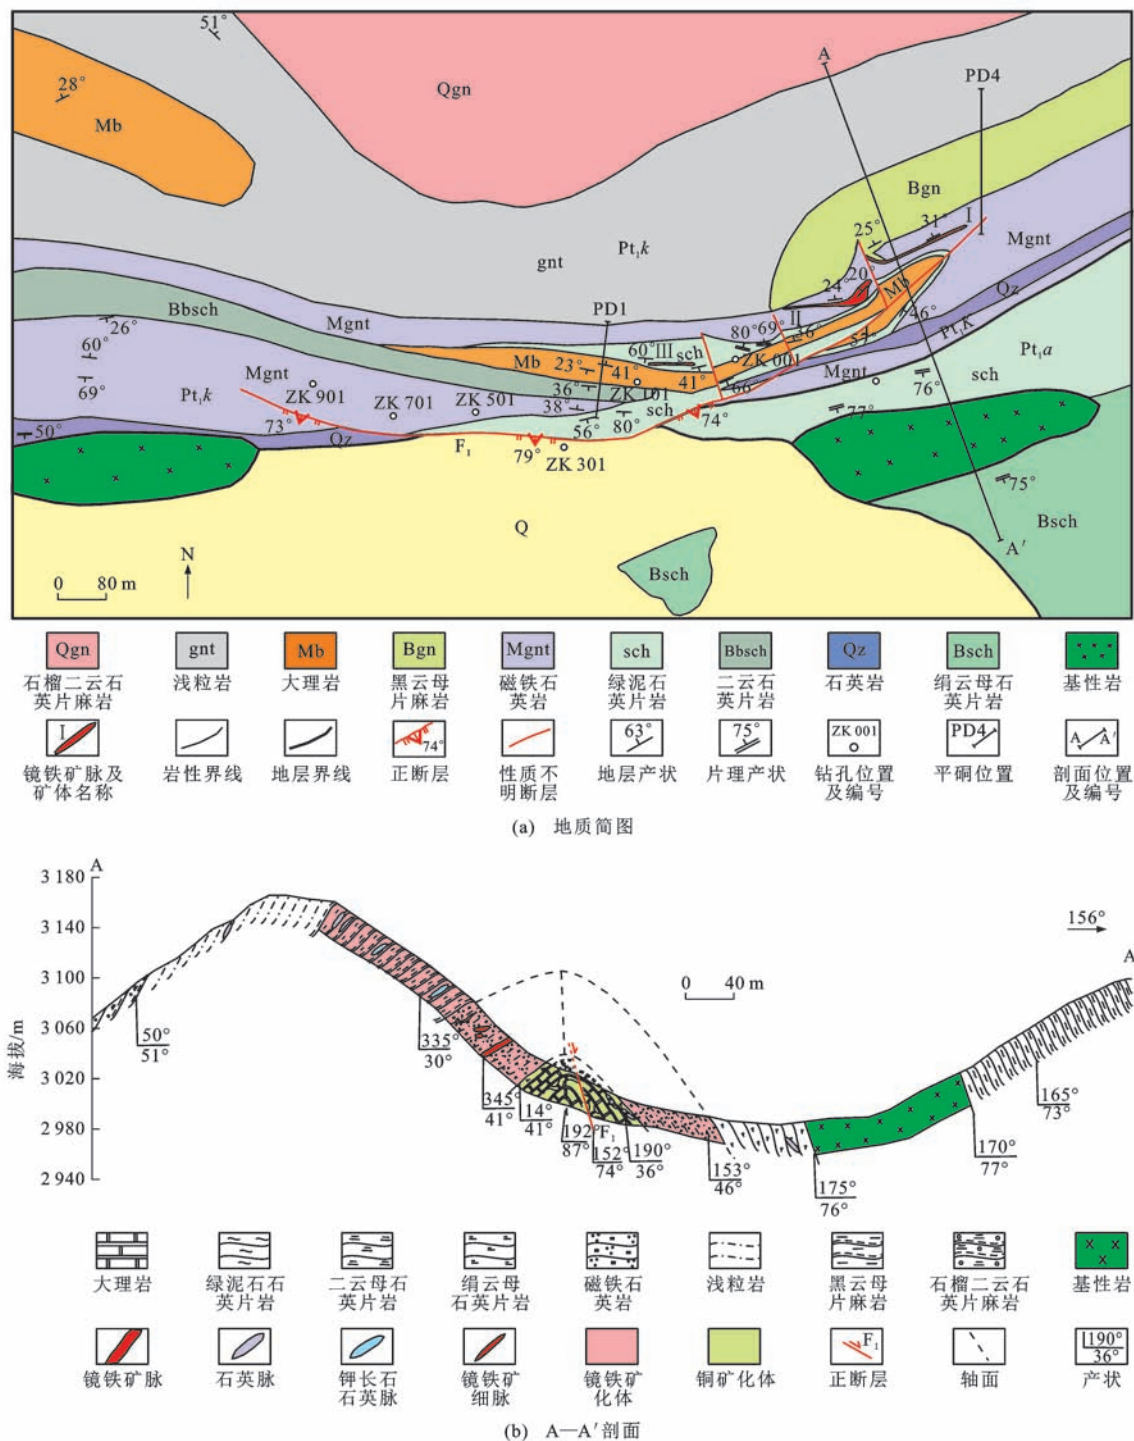 51°
A
28°
Mb
Qgn
PD4
Bgn
31°
I
25°
Mgnt
gnt
Pt₁k
20°
24°
Mb
Qz
Bbsch
Mgnt
PD1
II
46°
26°
80°
69°
36°
57°
Pt₁K
Pt₁a
60°
Mb
23°
60°
III
sch
ZK 001
41°
41°
Mgnt
76°
sch
69°
Pt₁k
Mgnt
ZK 901
ZK 701
ZK 501
36°
ZK 101
66°
38°
sch
50°
Qz
73°
F₁
56°
80°
74°
77°
79°
ZK 301
75°
Q
A′
Bsch
N
Bsch
0 80 m
Qgn
gnt
Mb
Bgn
Mgnt
sch
Bbsch
Qz
Bsch
石榴二云石英片麻岩
浅粒岩
大理岩
黑云母片麻岩
磁铁石英岩
绿泥石石英片岩
二云石石英片岩
石英岩
绢云母石英片岩
基性岩
I
74°
63°
75°
ZK 001
PD4
A A′
镜铁矿脉及矿体名称
岩性界线
地层界线
正断层
性质不明断层
地层产状
片理产状
钻孔位置及编号
平硐位置
剖面位置及编号
(a) 地质简图
A
3 180
3 140
3 100
3 060
3 020
2 980
2 940
海拔/m
156°
A
0 40 m
50°
51°
335°
30°
345°
41°
14°
41°
192°
87°
F₁
152°
74°
190°
36°
153°
46°
175°
76°
170°
77°
165°
73°
大理岩
绿泥石石英片岩
二云母石英片岩
绢云母石英片岩
磁铁石英岩
浅粒岩
黑云母片麻岩
石榴二云石英片麻岩
基性岩
F₁
190°
36°
镜铁矿脉
石英脉
钾长石石英脉
镜铁矿细脉
镜铁矿化体
铜矿化体
正断层
轴面
产状
(b) A—A′剖面